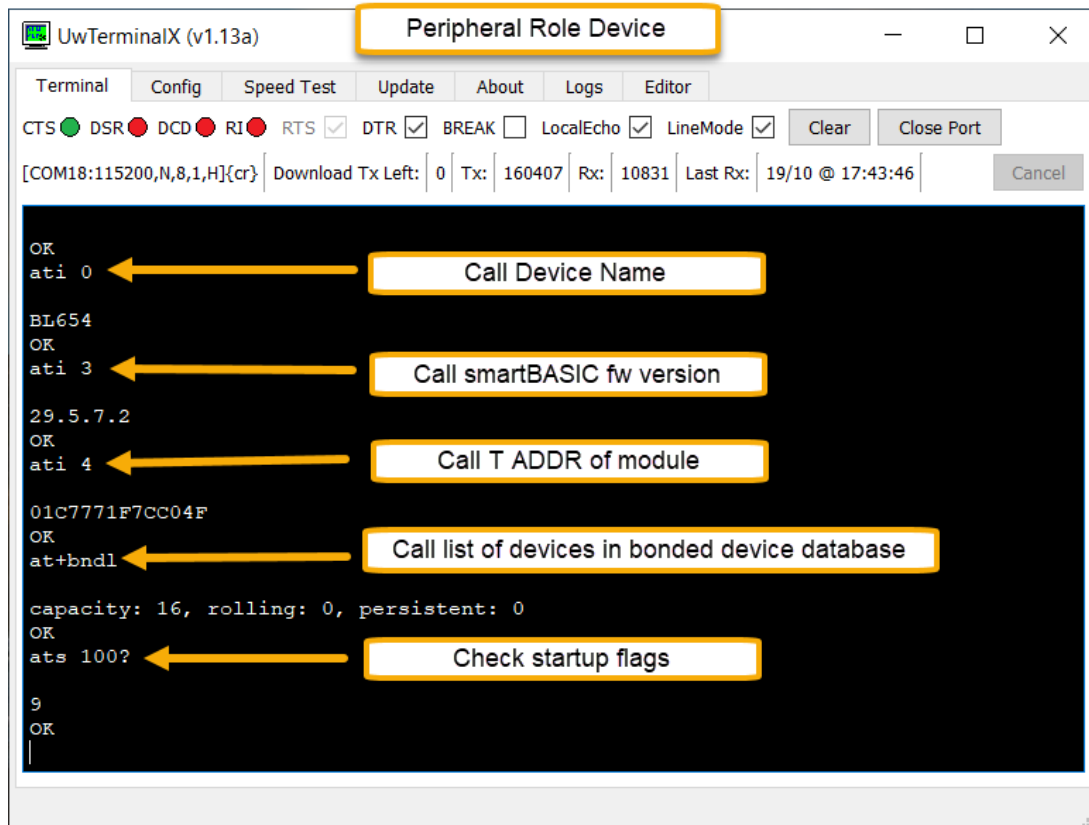 UwTerminalX (v1.13a)
Peripheral Role Device
Terminal Config Speed Test Update About Logs Editor
CTS DSR DCD RI RTS DTR BREAK LocalEcho LineMode Clear Close Port
[COM18:115200,N,8,1,H]{cr} Download Tx Left: 0 Tx: 160407 Rx: 10831 Last Rx: 19/10 @ 17:43:46 Cancel
OK
ati 0 Call Device Name
BL654
OK
ati 3 Call smartBASIC fw version
29.5.7.2
OK
ati 4 Call T ADDR of module
01C7771F7CC04F
OK
at+bndl Call list of devices in bonded device database
capacity: 16, rolling: 0, persistent: 0
OK
ats 100? Check startup flags
9
OK